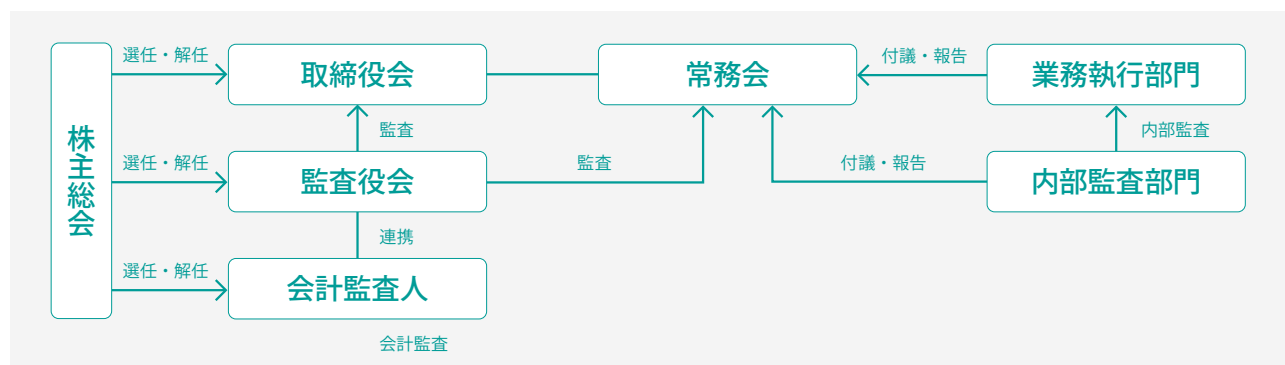 株主総会
選任・解任
取締役会
常務会
付議・報告
業務執行部門
監査
内部監査
選任・解任
監査役会
監査
付議・報告
内部監査部門
連携
選任・解任
会計監査人
会計監査